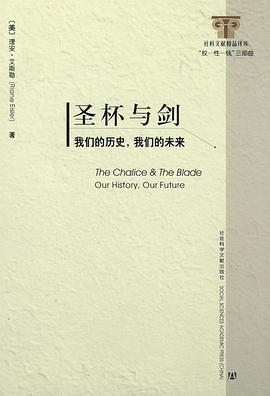 [美] 理安·艾斯勒 (Riane Eisler) 著
社科文献精品译库
“权—性—钱”三部曲
圣杯与剑
我们的历史，我们的未来
The Chalice & The Blade
Our History, Our Future
社会科学文献出版社
SOCIAL SCIENCES ACADEMIC PRESS (CHINA)